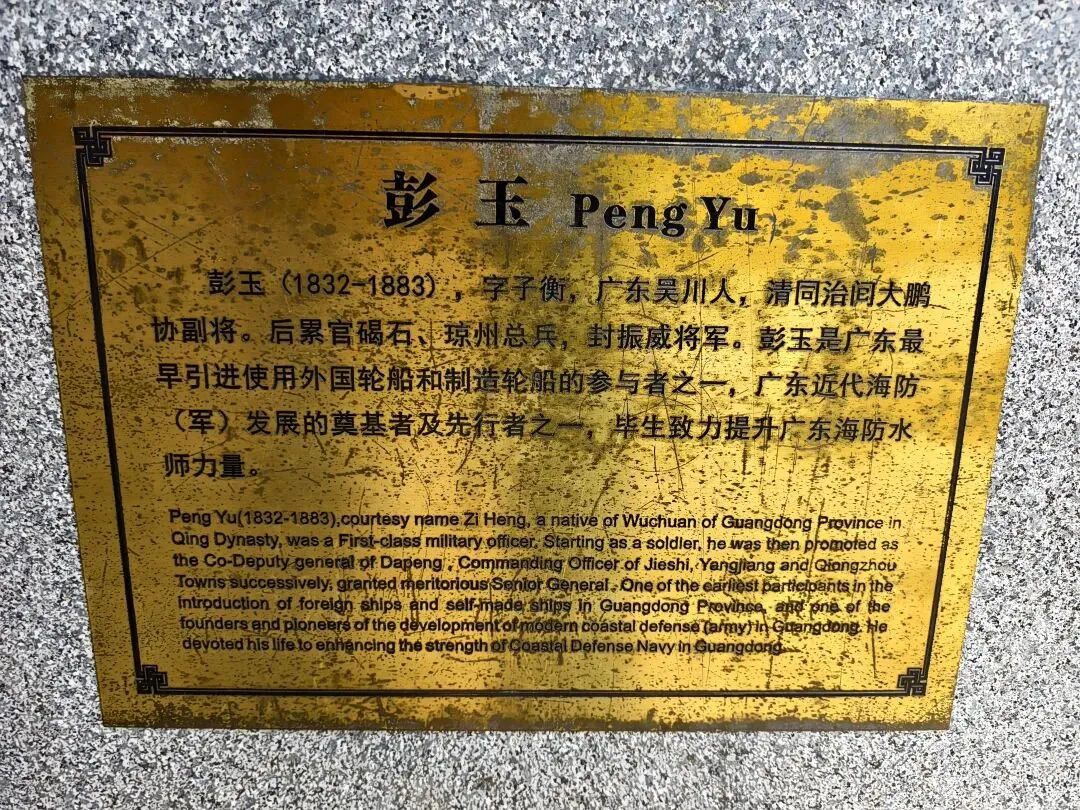 彭玉 Peng Yu
彭玉（1832-1883），字子衡，广东吴川人，清同治间大鹏
协副将。后累官碣石、琼州总兵，封振威将军。彭玉是广东最
早引进使用外国轮船和制造轮船的参与者之一，广东近代海防
（军）发展的奠基者及先行者之一，毕生致力提升广东海防水
师力量。
Peng Yu(1832-1883),courtesy name Zi Heng, a native of Wuchuan of Guangdong Province in
Qing Dynasty, was a First-class military officer. Starting as a soldier, he was then promoted as
the Co-Deputy general of Dapeng , Commanding Officer of Jieshi, Yangjiang and Qiongzhou
Towns successively, granted meritorious Senior General . One of the earliest participants in the
introduction of foreign ships and self-made ships in Guangdong Province, and one of the
founders and pioneers of the development of modern coastal defense (army) in Guangdong. He
devoted his life to enhancing the strength of Coastal Defense Navy in Guangdong.